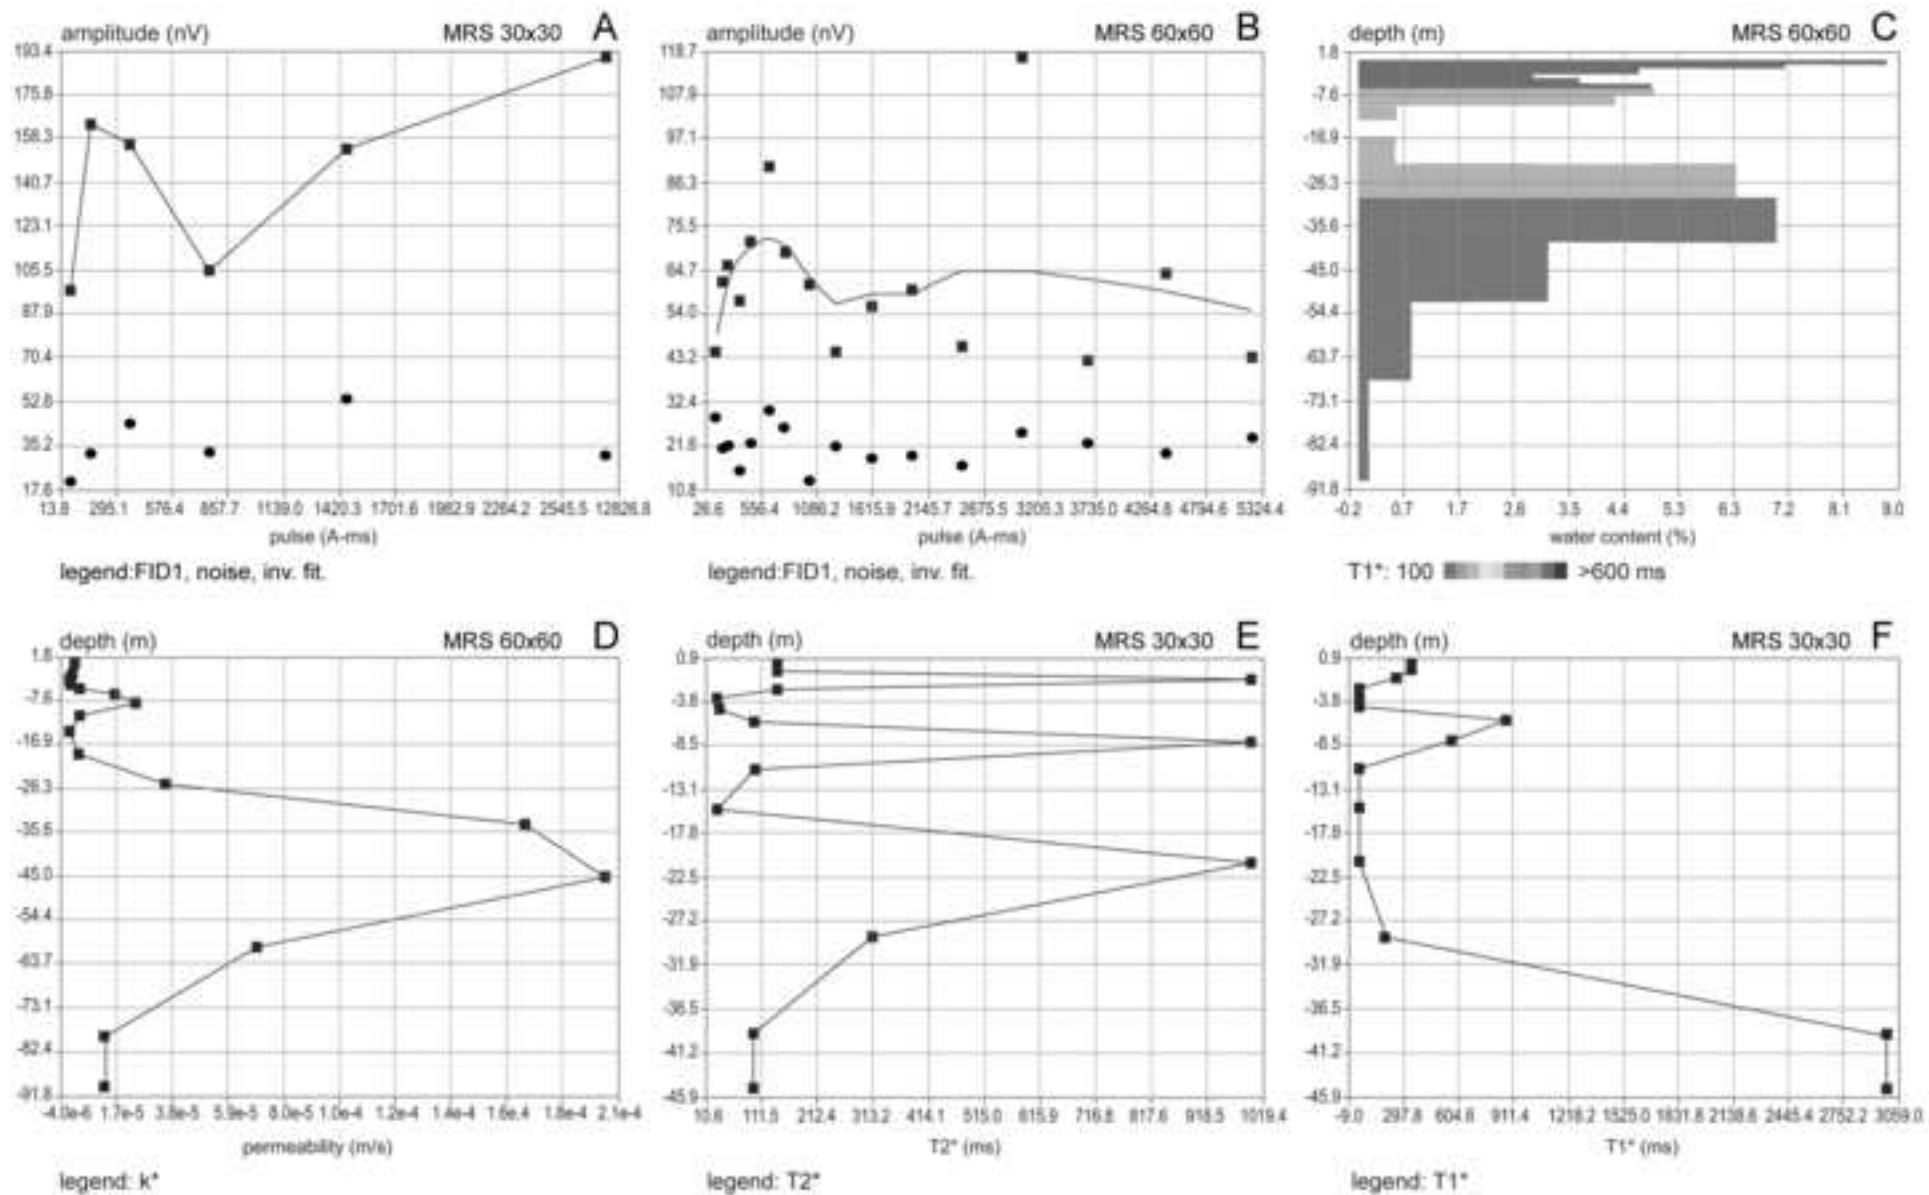 amplitude (nV) MRS 30x30 A
193.4
175.8
158.3
140.7
123.1
105.5
87.9
70.4
52.8
35.2
17.6
13.8 295.1 576.4 857.7 1139.0 1420.3 1701.6 1982.9 2264.2 2545.5 12826.8
pulse (A-ms)
legend:FID1, noise, inv. fit.
amplitude (nV) MRS 60x60 B
118.7
107.9
97.1
86.3
75.5
64.7
54.0
43.2
32.4
21.6
10.8
26.6 556.4 1086.2 1615.9 2145.7 2675.5 3205.3 3735.0 4264.8 4794.6 5324.4
pulse (A-ms)
legend:FID1, noise, inv. fit.
depth (m) MRS 60x60 C
1.8
-7.6
-16.9
-26.3
-35.6
-45.0
-54.4
-63.7
-73.1
-82.4
-91.8
-0.2 0.7 1.7 2.6 3.5 4.4 5.3 6.3 7.2 8.1 9.0
water content (%)
T1*: 100 >600 ms
depth (m) MRS 60x60 D
1.8
-7.6
-16.9
-26.3
-35.6
-45.0
-54.4
-63.7
-73.1
-82.4
-91.8
-4.0e-6 1.7e-5 3.8e-5 5.9e-5 8.0e-5 1.0e-4 1.2e-4 1.4e-4 1.6e.4 1.8e-4 2.1e-4
permeability (m/s)
legend: k*
depth (m) MRS 30x30 E
0.9
-3.8
-8.5
-13.1
-17.8
-22.5
-27.2
-31.9
-36.5
-41.2
-45.9
10.6 111.5 212.4 313.2 414.1 515.0 615.9 716.8 817.6 918.5 1019.4
T2* (ms)
legend: T2*
depth (m) MRS 30x30 F
0.9
-3.8
-8.5
-13.1
-17.8
-22.5
-27.2
-31.9
-36.5
-41.2
-45.9
-9.0 297.8 604.6 911.4 1218.2 1525.0 1831.8 2138.6 2445.4 2752.2 3059.0
T1* (ms)
legend: T1*